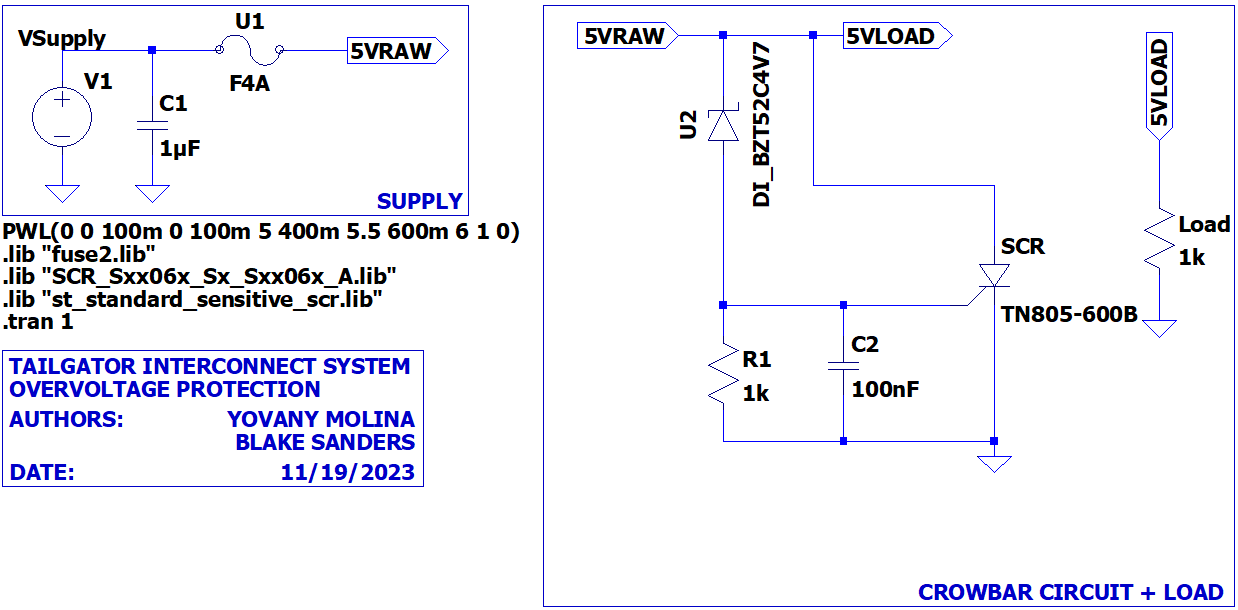 VSupply
V1
C1
1µF
U1
F4A
5VRAW
SUPPLY
PWL(0 0 100m 0 100m 5 400m 5.5 600m 6 1 0)
.lib "fuse2.lib"
.lib "SCR_Sxx06x_Sx_Sxx06x_A.lib"
.lib "st_standard_sensitive_scr.lib"
.tran 1
TAILGATOR INTERCONNECT SYSTEM
OVERVOLTAGE PROTECTION
AUTHORS: YOVANY MOLINA
BLAKE SANDERS
DATE: 11/19/2023
5VRAW
5VLOAD
U2
DI_BZT52C4V7
SCR
TN805-600B
R1
1k
C2
100nF
5VLOAD
Load
1k
CROWBAR CIRCUIT + LOAD